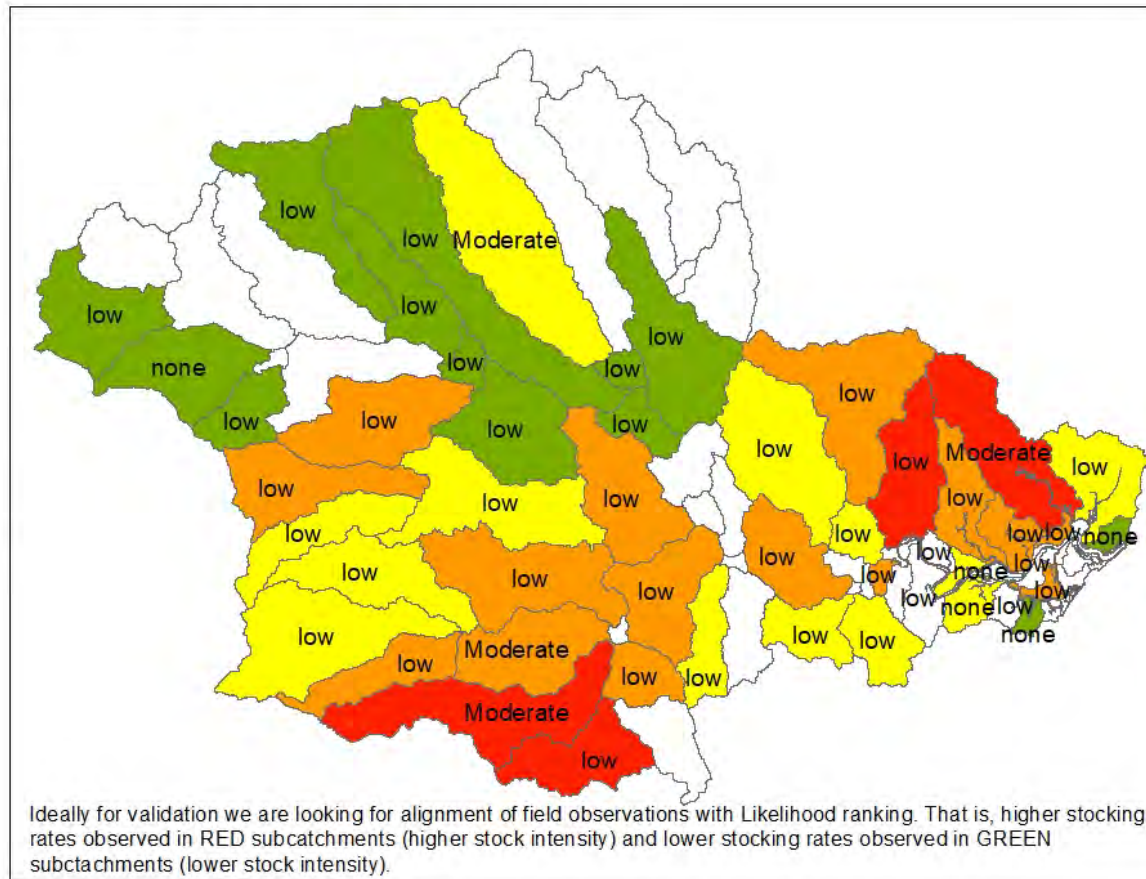 low
low
Moderate
low
low
low
low
none
low
low
low
low
low
low
low
low
Moderate
low
low
low
low
low
low
low
low
low
none
low
low
low
none
low
low
low
low
low
low
none
low
none
low
low
Moderate
low
low
low
Moderate
low
Ideally for validation we are looking for alignment of field observations with Likelihood ranking. That is, higher stocking
rates observed in RED subcatchments (higher stock intensity) and lower stocking rates observed in GREEN
subctachments (lower stock intensity).